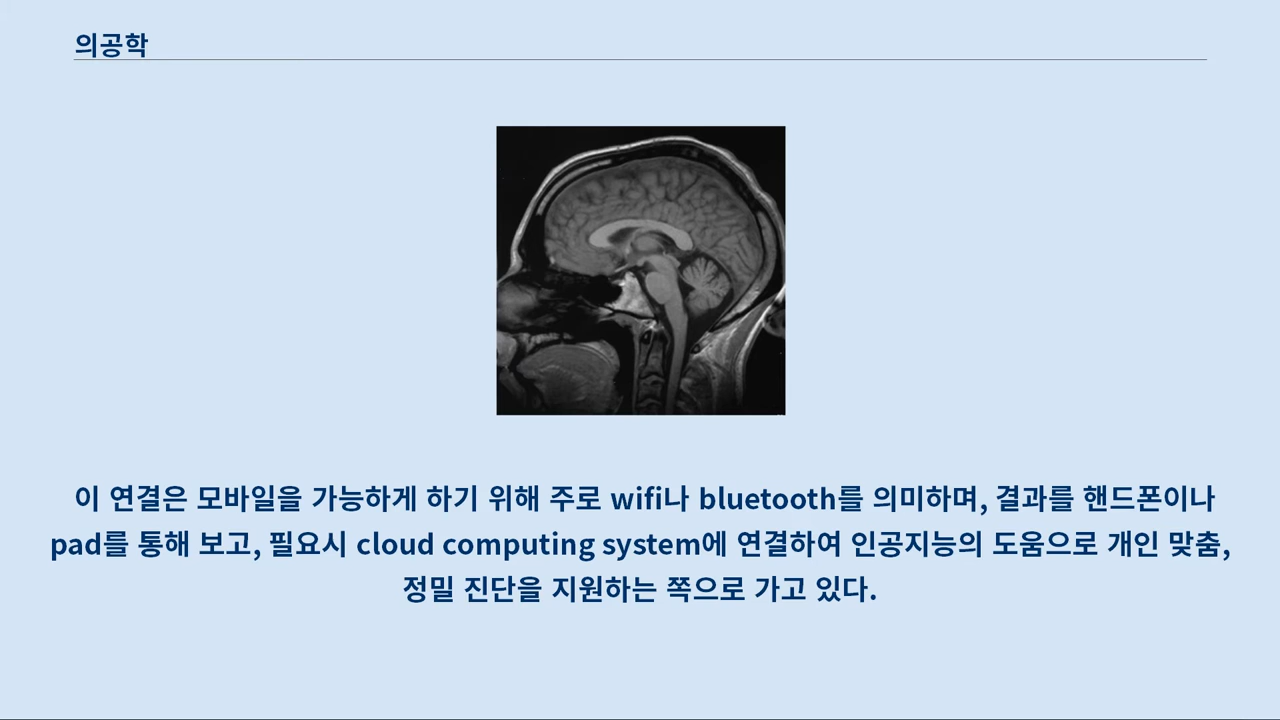 의공학
이 연결은 모바일을 가능하게 하기 위해 주로 wifi나 bluetooth를 의미하며, 결과를 핸드폰이나
pad를 통해 보고, 필요시 cloud computing system에 연결하여 인공지능의 도움으로 개인 맞춤,
정밀 진단을 지원하는 쪽으로 가고 있다.